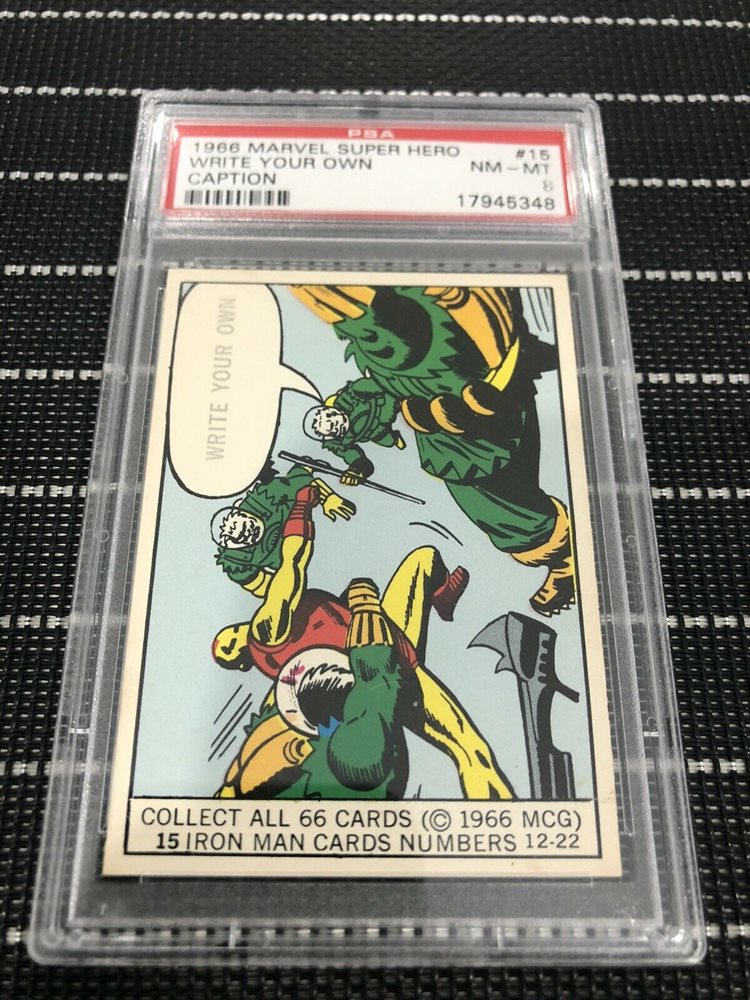 PSA
1966 MARVEL SUPER HERO #15
WRITE YOUR OWN NM-MT
CAPTION 8
17945348
WRITE YOUR OWN
COLLECT ALL 66 CARDS (© 1966 MCG)
15 IRON MAN CARDS NUMBERS 12-22